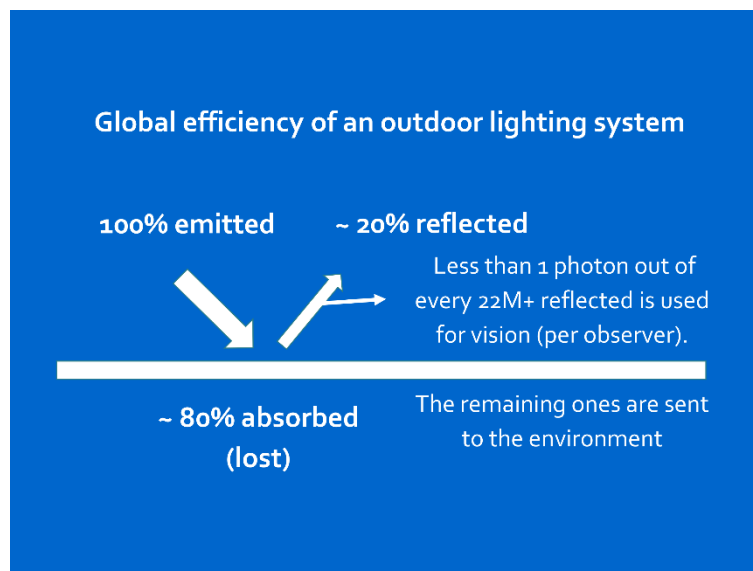 Global efficiency of an outdoor lighting system
100% emitted
~ 20% reflected
Less than 1 photon out of
every 22M+ reflected is used
for vision (per observer).
~ 80% absorbed
(lost)
The remaining ones are sent
to the environment